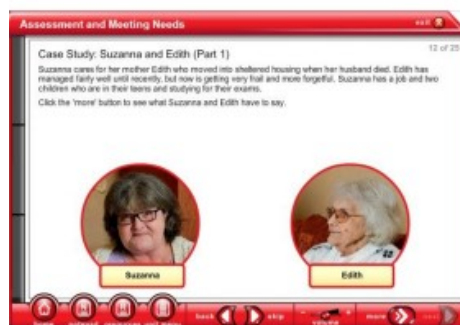 Assessment and Meeting Needs
exit
12 of 25
Case Study: Suzanna and Edith (Part 1)
Suzanna cares for her mother Edith who moved into sheltered housing when her husband died. Edith has
managed fairly well until recently, but now is getting very frail and more forgetful. Suzanna has a job and two
children who are in their teens and studying for their exams.
Click the 'more' button to see what Suzanna and Edith have to say.
Suzanna
Edith
back
skip
volume
more